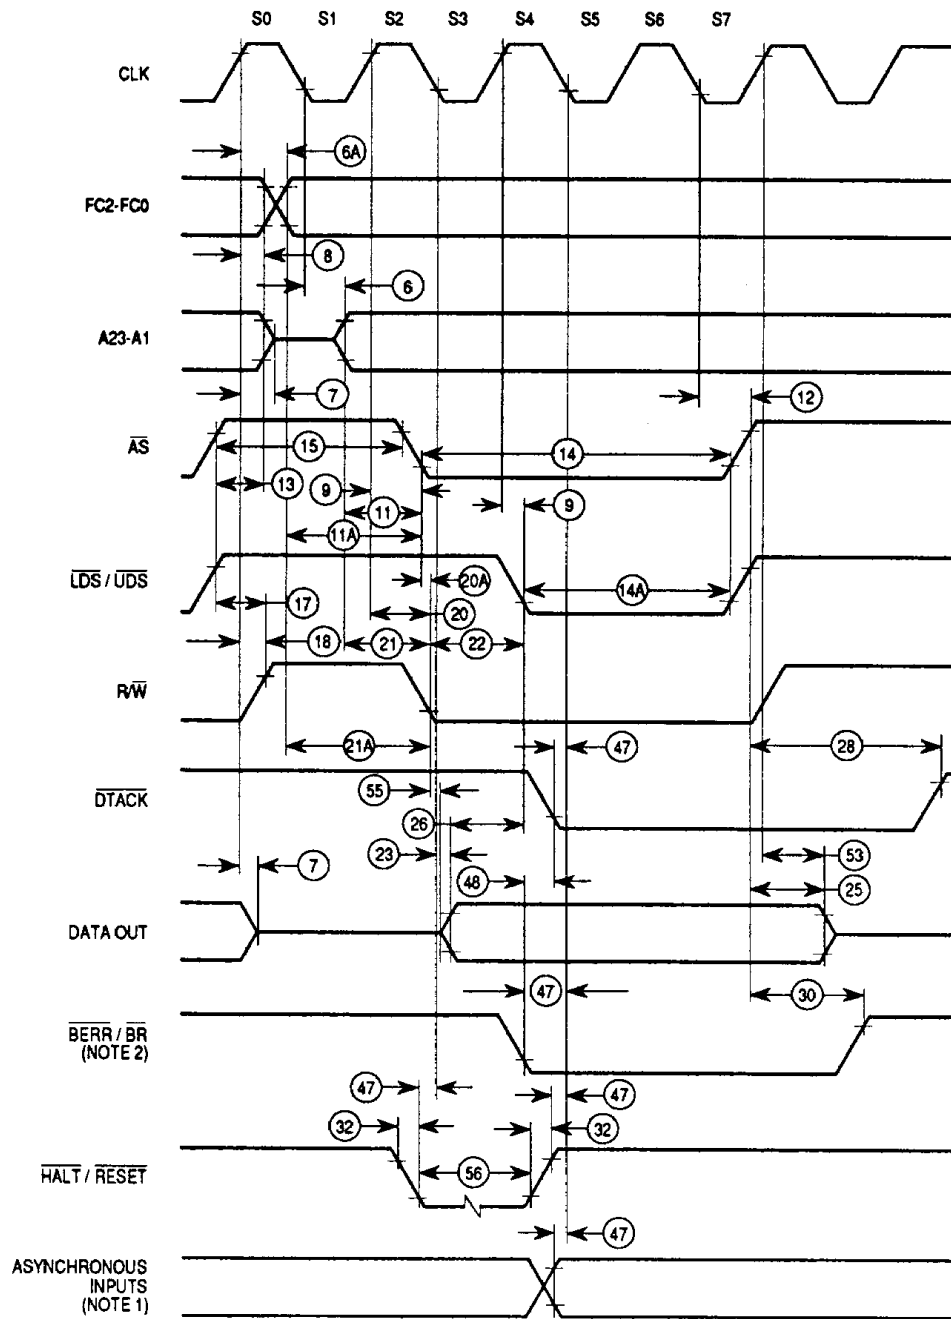 S0 S1 S2 S3 S4 S5 S6 S7
CLK
6A
FC2-FC0
8
6
A23-A1
7 12
AS
15 14
13 9 11 9
11A
LDS / UDS
20A 14A
17 20
18 21 22
R/W
21A 47 28
DTACK
55
26
23 53
7 48 25
DATA OUT
47 30
BERR / BR
(NOTE 2)
47 47
32 32
HALT / RESET
56
47
ASYNCHRONOUS
INPUTS
(NOTE 1)